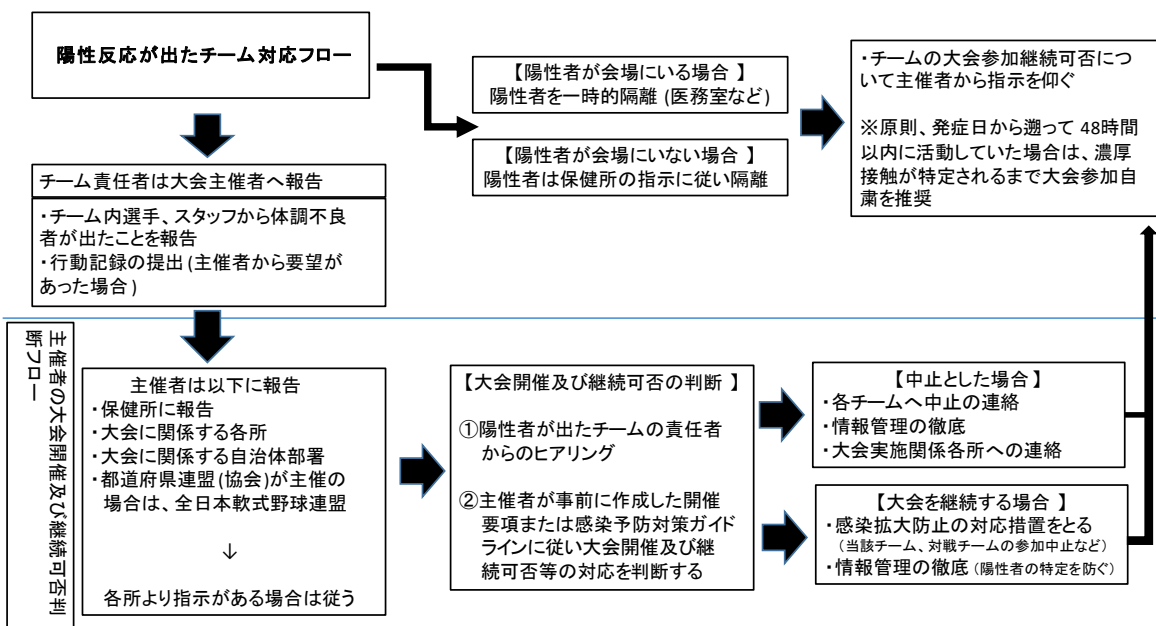 陽性反応が出たチーム対応フロー
【陽性者が会場にいる場合 】
陽性者を一時的隔離 (医務室など)
【陽性者が会場にいない場合 】
陽性者は保健所の指示に従い隔離
・チームの大会参加継続可否につ
いて主催者から指示を仰ぐ
※原則、発症日から遡って 48時間
以内に活動していた場合は、濃厚
接触が特定されるまで大会参加自
粛を推奨
チーム責任者は大会主催者へ報告
・チーム内選手、スタッフから体調不良
者が出たことを報告
・行動記録の提出 (主催者から要望が
あった場合 )
主催者の大会開催及び継続可否判
断フロー
主催者は以下に報告
・保健所に報告
・大会に関係する各所
・大会に関係する自治体部署
・都道府県連盟(協会)が主催の
場合は、全日本軟式野球連盟
↓
各所より指示がある場合は従う
【大会開催及び継続可否の判断 】
①陽性者が出たチームの責任者
からのヒアリング
②主催者が事前に作成した開催
要項または感染予防対策ガイド
ラインに従い大会開催及び継
続可否等の対応を判断する
【中止とした場合 】
・各チームへ中止の連絡
・情報管理の徹底
・大会実施関係各所への連絡
【大会を継続する場合 】
・感染拡大防止の対応措置をとる
（当該チーム、対戦チームの参加中止など）
・情報管理の徹底 （陽性者の特定を防ぐ）